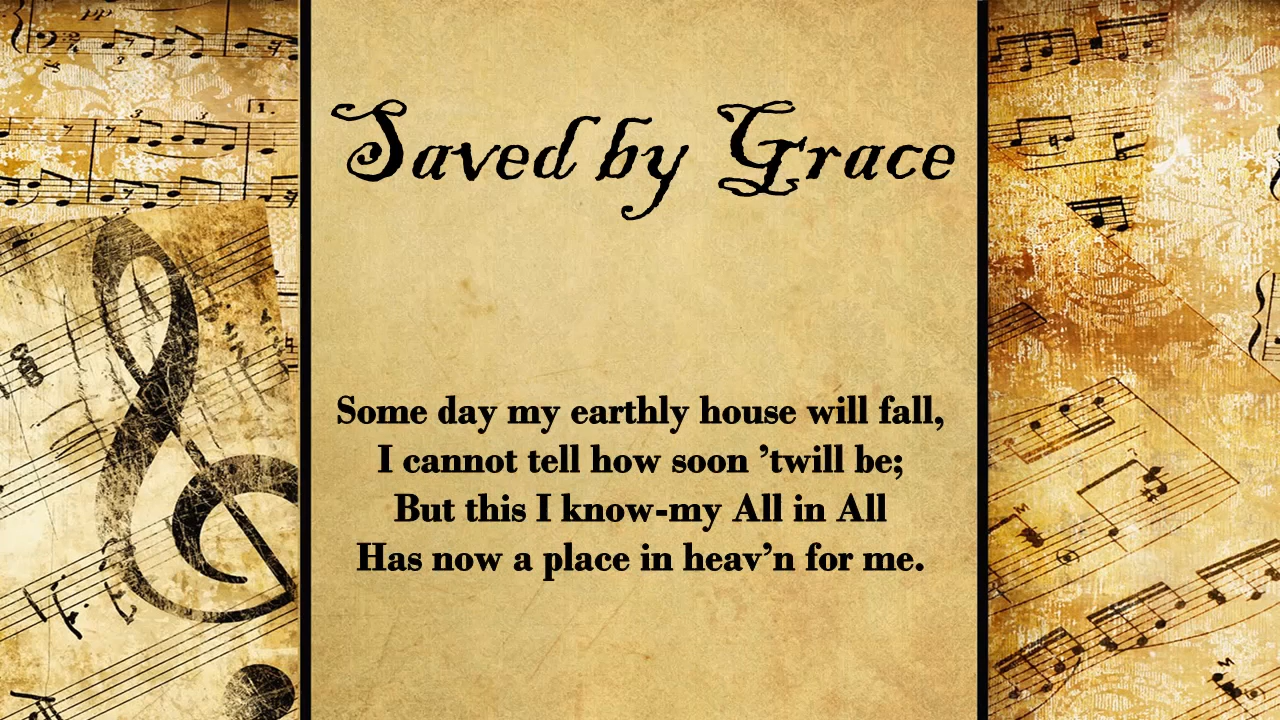 Saved by Grace
Some day my earthly house will fall,
I cannot tell how soon ’twill be;
But this I know-my All in All
Has now a place in heav’n for me.